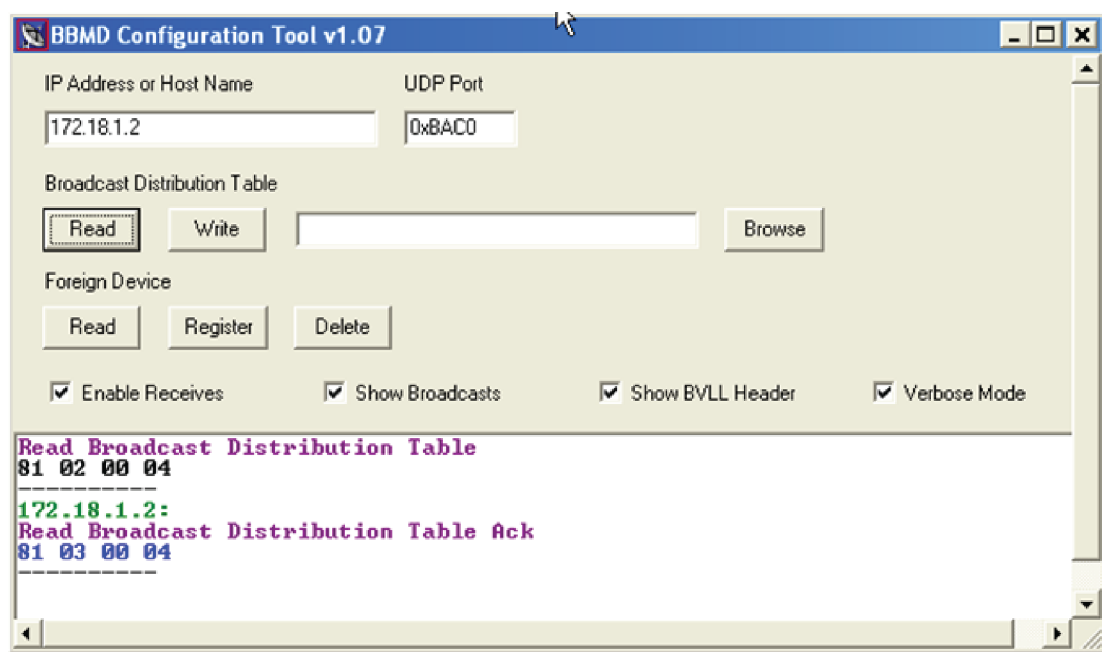 BBMD Configuration Tool v1.07
IP Address or Host Name UDP Port
172.18.1.2 0xBAC0
Broadcast Distribution Table
Read Write Browse
Foreign Device
Read Register Delete
Enable Receives Show Broadcasts Show BVLL Header Verbose Mode
Read Broadcast Distribution Table
81 02 00 04
----------
172.18.1.2:
Read Broadcast Distribution Table Ack
81 03 00 04
----------